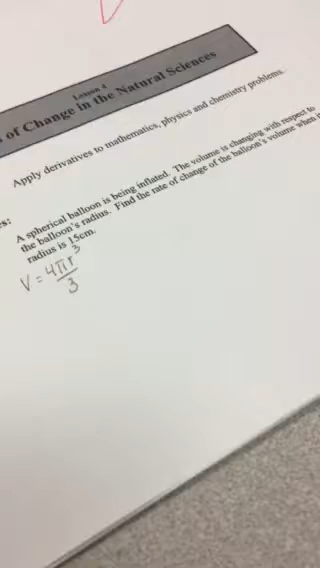 Lesson 4
of Change in the Natural Sciences
Apply derivatives to mathematics, physics and chemistry problems.
A spherical balloon is being inflated. The volume is changing with respect to
the balloon's radius. Find the rate of change of the balloon's volume when
radius is 15cm.
V = 4πr³
3